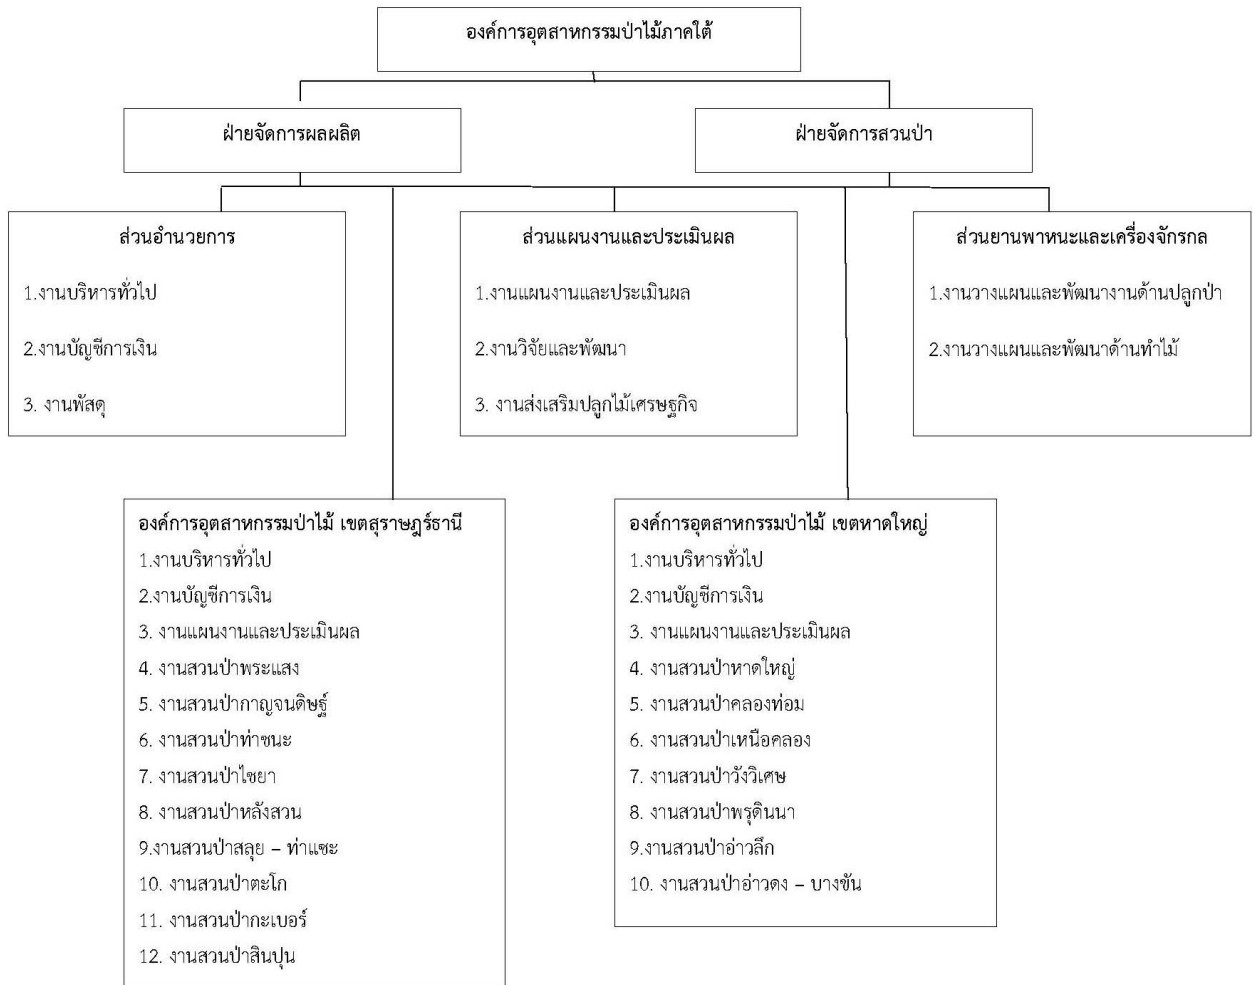 องค์การอุตสาหกรรมป่าไม้ภาคใต้
ฝ่ายจัดการผลผลิต
ฝ่ายจัดการสวนป่า
ส่วนอำนวยการ
1.งานบริหารทั่วไป
2.งานบัญชีการเงิน
3. งานพัสดุ
ส่วนแผนงานและประเมินผล
1.งานแผนงานและประเมินผล
2.งานวิจัยและพัฒนา
3. งานส่งเสริมปลูกไม้เศรษฐกิจ
ส่วนยานพาหนะและเครื่องจักรกล
1.งานวางแผนและพัฒนางานด้านปลูกป่า
2.งานวางแผนและพัฒนาด้านทำไม้
องค์การอุตสาหกรรมป่าไม้ เขตสุราษฎร์ธานี
1.งานบริหารทั่วไป
2.งานบัญชีการเงิน
3. งานแผนงานและประเมินผล
4. งานสวนป่าพระแสง
5. งานสวนป่ากาญจนดิษฐ์
6. งานสวนป่าท่าชนะ
7. งานสวนป่าไชยา
8. งานสวนป่าหลังสวน
9.งานสวนป่าสลุย – ท่าแซะ
10. งานสวนป่าตะโก
11. งานสวนป่ากะเบอร์
12. งานสวนป่าสินปุน
องค์การอุตสาหกรรมป่าไม้ เขตหาดใหญ่
1.งานบริหารทั่วไป
2.งานบัญชีการเงิน
3. งานแผนงานและประเมินผล
4. งานสวนป่าหาดใหญ่
5. งานสวนป่าคลองท่อม
6. งานสวนป่าเหนือคลอง
7. งานสวนป่าวังวิเศษ
8. งานสวนป่าพรุดินนา
9.งานสวนป่าอ่าวลึก
10. งานสวนป่าอ่าวตง – บางขัน